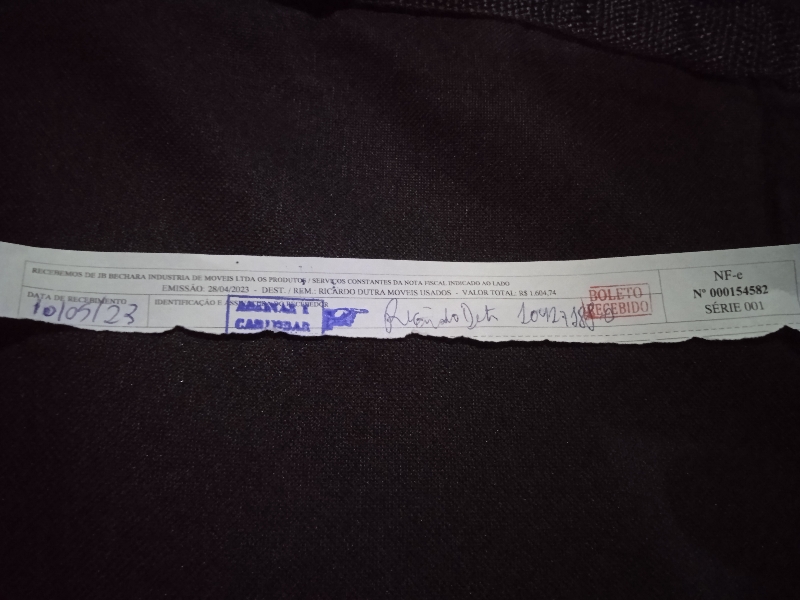 RECEBEMOS DE JB BECHARA INDUSTRIA DE MOVEIS LTDA OS PRODUTOS / SERVIÇOS CONSTANTES DA NOTA FISCAL INDICADO AO LADO
EMISSÃO: 28/04/2023 - DEST. / REM.: RICARDO DUTRA MOVEIS USADOS - VALOR TOTAL: R$ 1.604,74
DATA DE RECEBIMENTO
10/05/23
IDENTIFICAÇÃO E ASSINATURA DO RECEBEDOR
ASSINAR E
CARIMBAR
BOLETO
RECEBIDO
NF-e
Nº 000154582
SÉRIE 001